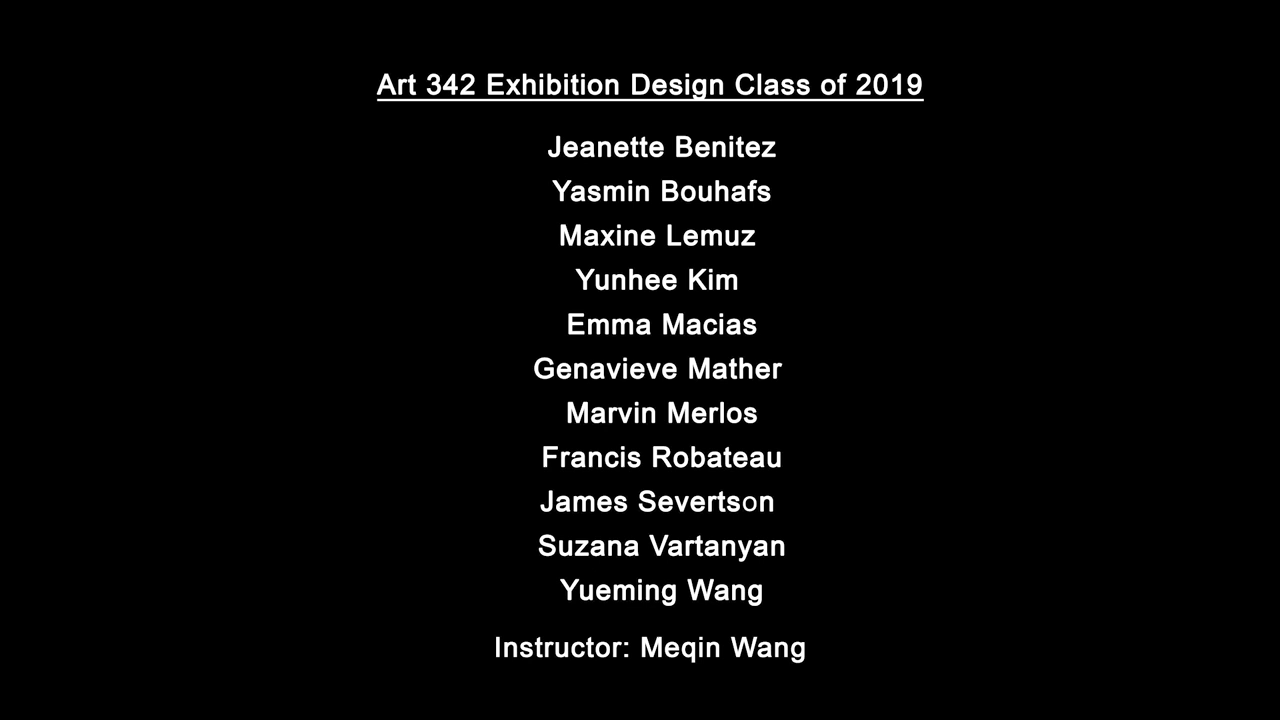 Art 342 Exhibition Design Class of 2019
Jeanette Benitez
Yasmin Bouhafs
Maxine Lemuz
Yunhee Kim
Emma Macias
Genavieve Mather
Marvin Merlos
Francis Robateau
James Severtson
Suzana Vartanyan
Yueming Wang
Instructor: Meqin Wang